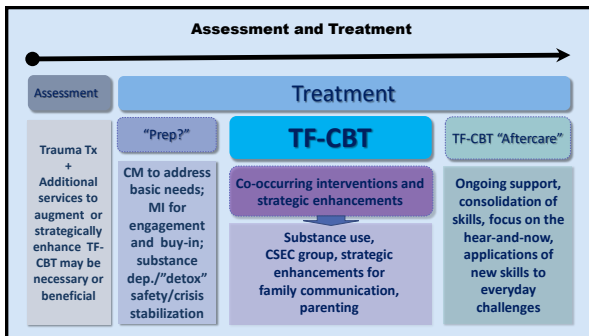 Assessment and Treatment
Assessment
Treatment
Trauma Tx
+
Additional
services to
augment or
strategically
enhance TF-
CBT may be
necessary or
beneficial
“Prep?”
CM to address
basic needs;
MI for
engagement
and buy-in;
substance
dep./”detox”
safety/crisis
stabilization
TF-CBT
Co-occurring interventions and
strategic enhancements
Substance use,
CSEC group, strategic
enhancements for
family communication,
parenting
TF-CBT “Aftercare”
Ongoing support,
consolidation of
skills, focus on the
hear-and-now,
applications of
new skills to
everyday
challenges